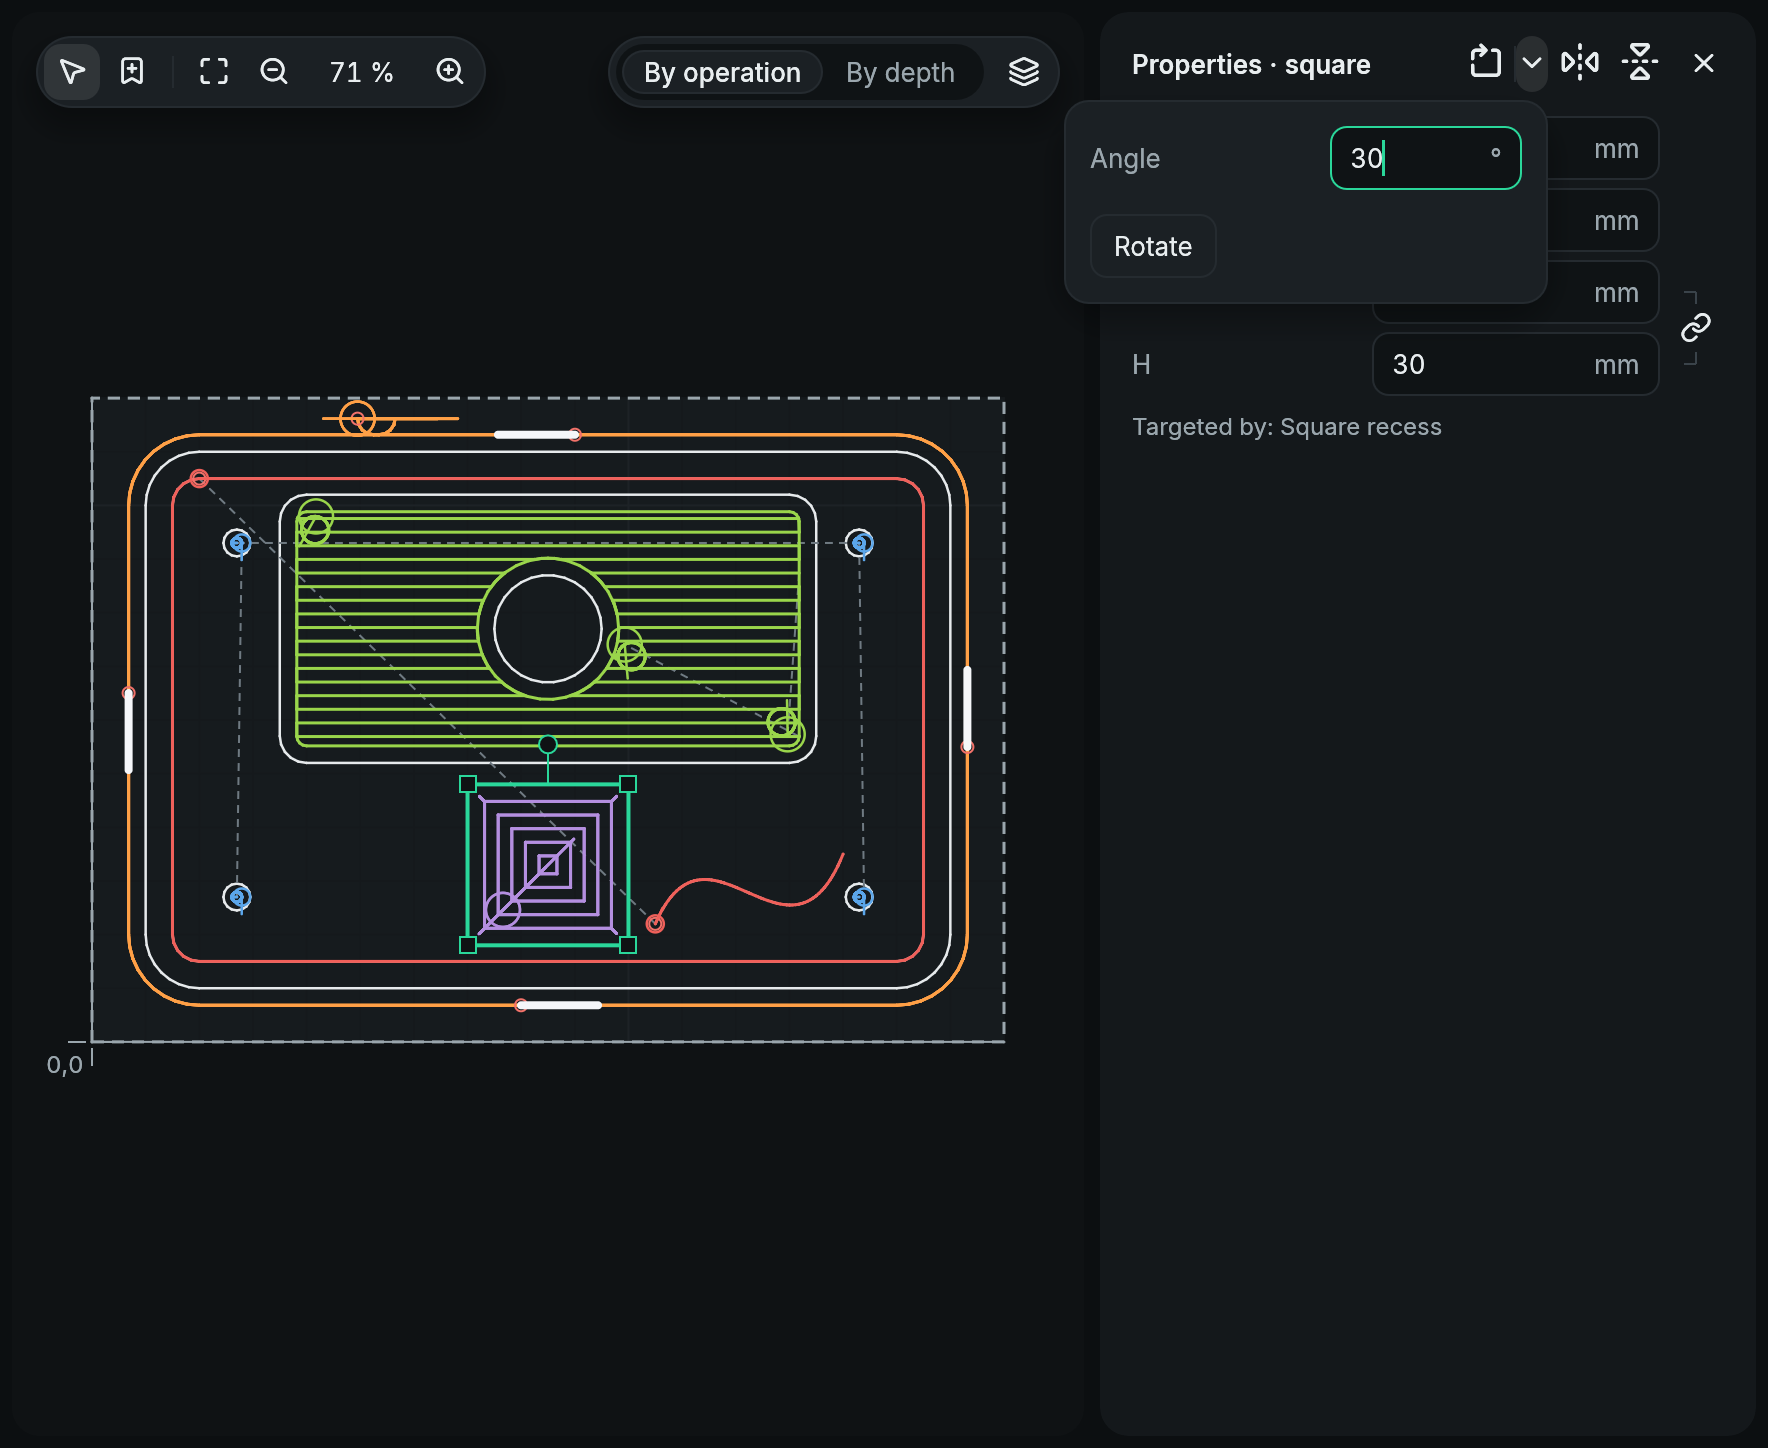 71 %
By operation
By depth
Properties · square
Angle
30 °
Rotate
mm
mm
mm
H
30 mm
Targeted by: Square recess
0,0